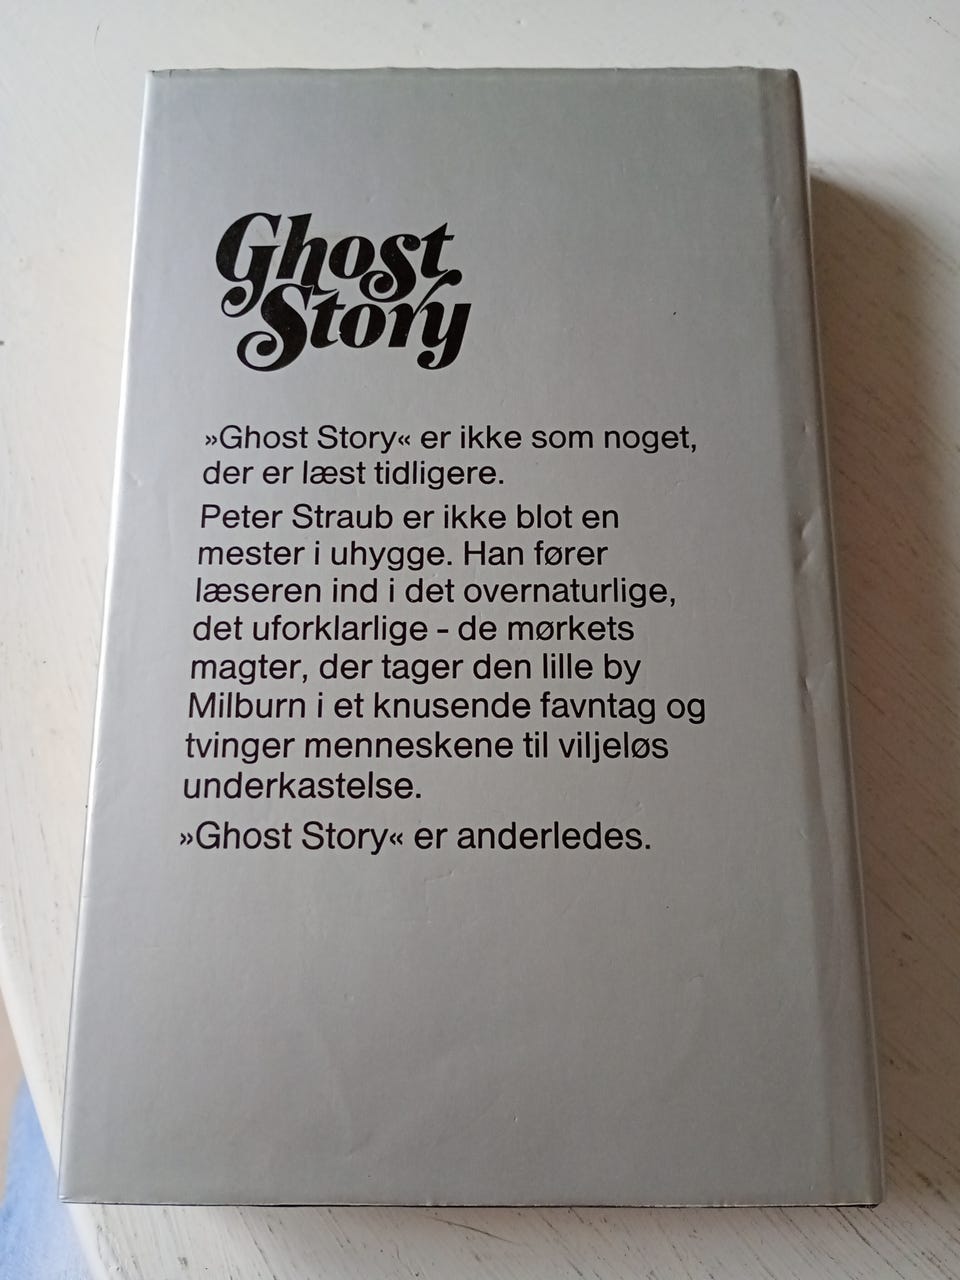 Ghost
Story
»Ghost Story« er ikke som noget,
der er læst tidligere.
Peter Straub er ikke blot en
mester i uhygge. Han fører
læseren ind i det overnaturlige,
det uforklarlige - de mørkets
magter, der tager den lille by
Milburn i et knusende favntag og
tvinger menneskene til viljeløs
underkastelse.
»Ghost Story« er anderledes.